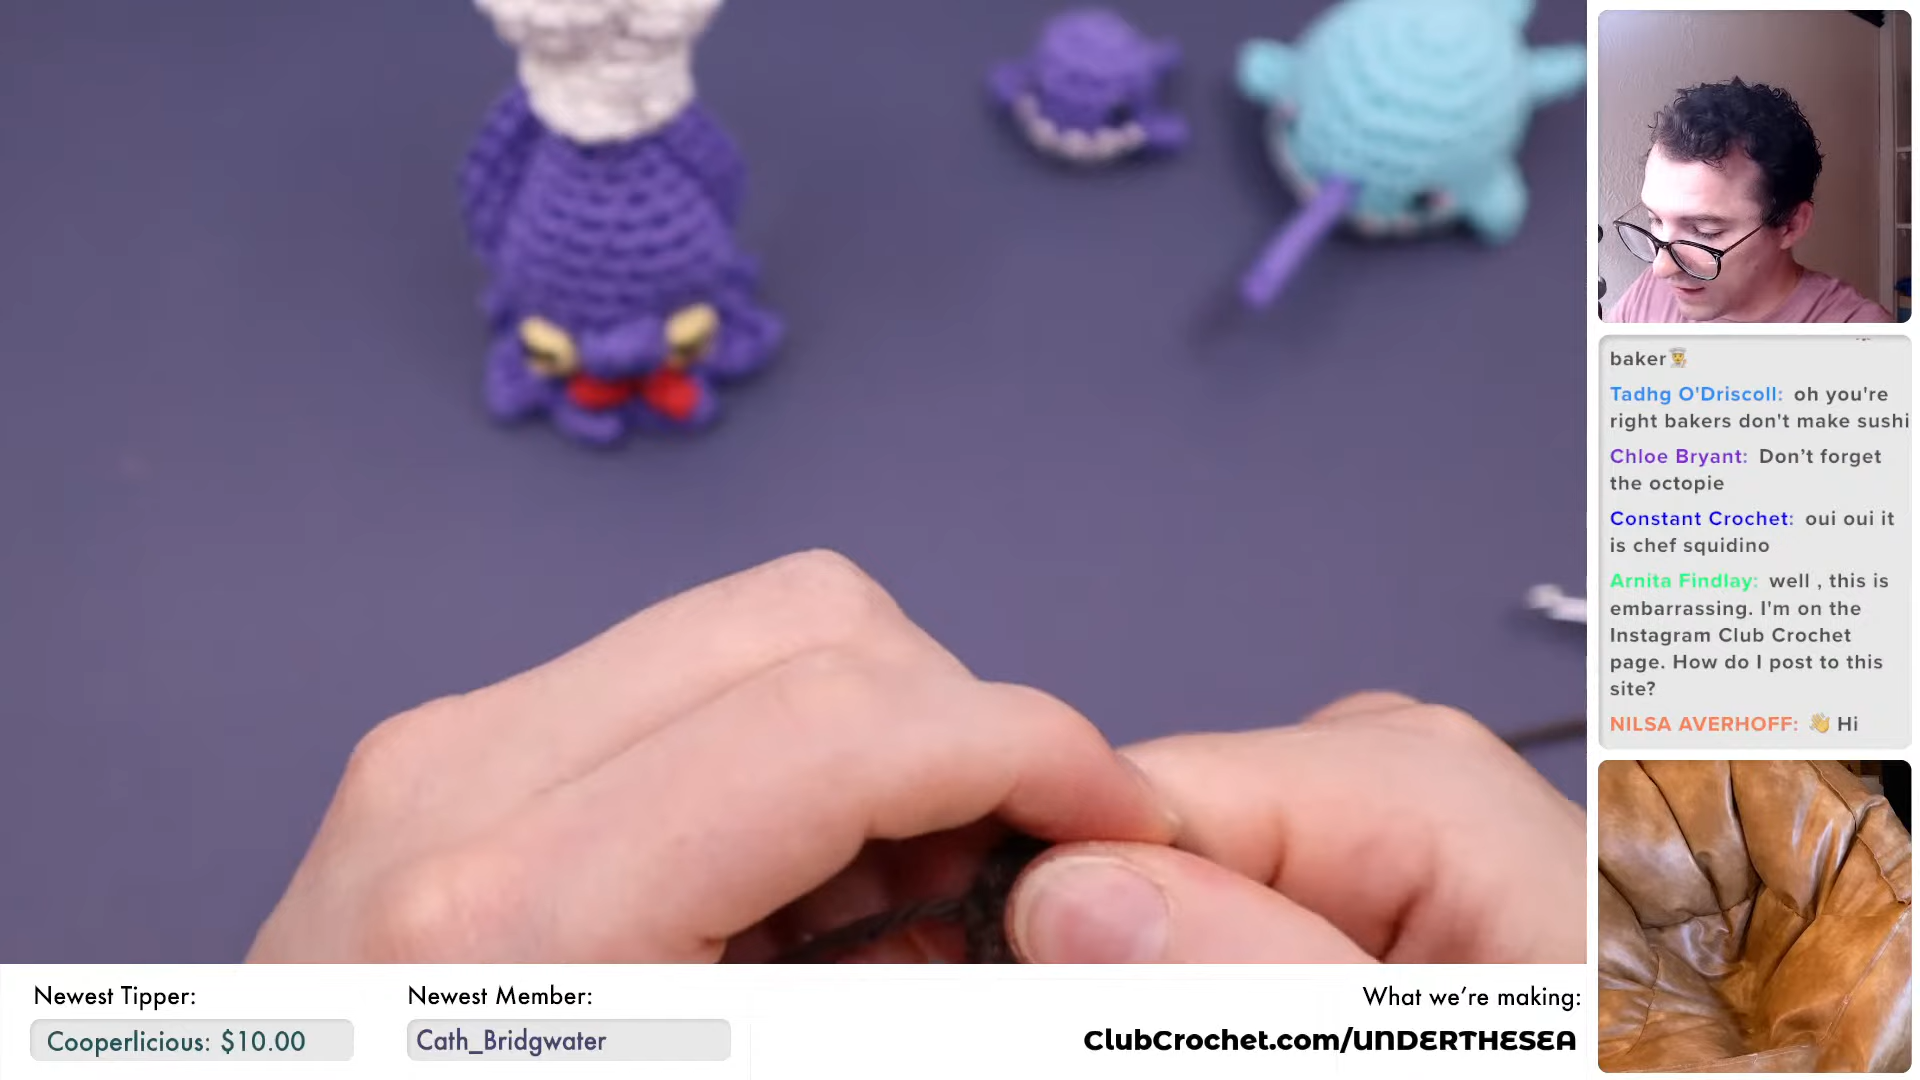 baker👨‍🍳
Tadhg O'Driscoll: oh you're
right bakers don't make sushi
Chloe Bryant: Don’t forget
the octopie
Constant Crochet: oui oui it
is chef squidino
Arnita Findlay: well , this is
embarrassing. I'm on the
Instagram Club Crochet
page. How do I post to this
site?
NILSA AVERHOFF: 👋 Hi
Newest Tipper:
Cooperlicious: $10.00
Newest Member:
Cath_Bridgwater
What we’re making:
ClubCrochet.com/UNDERTHESEA